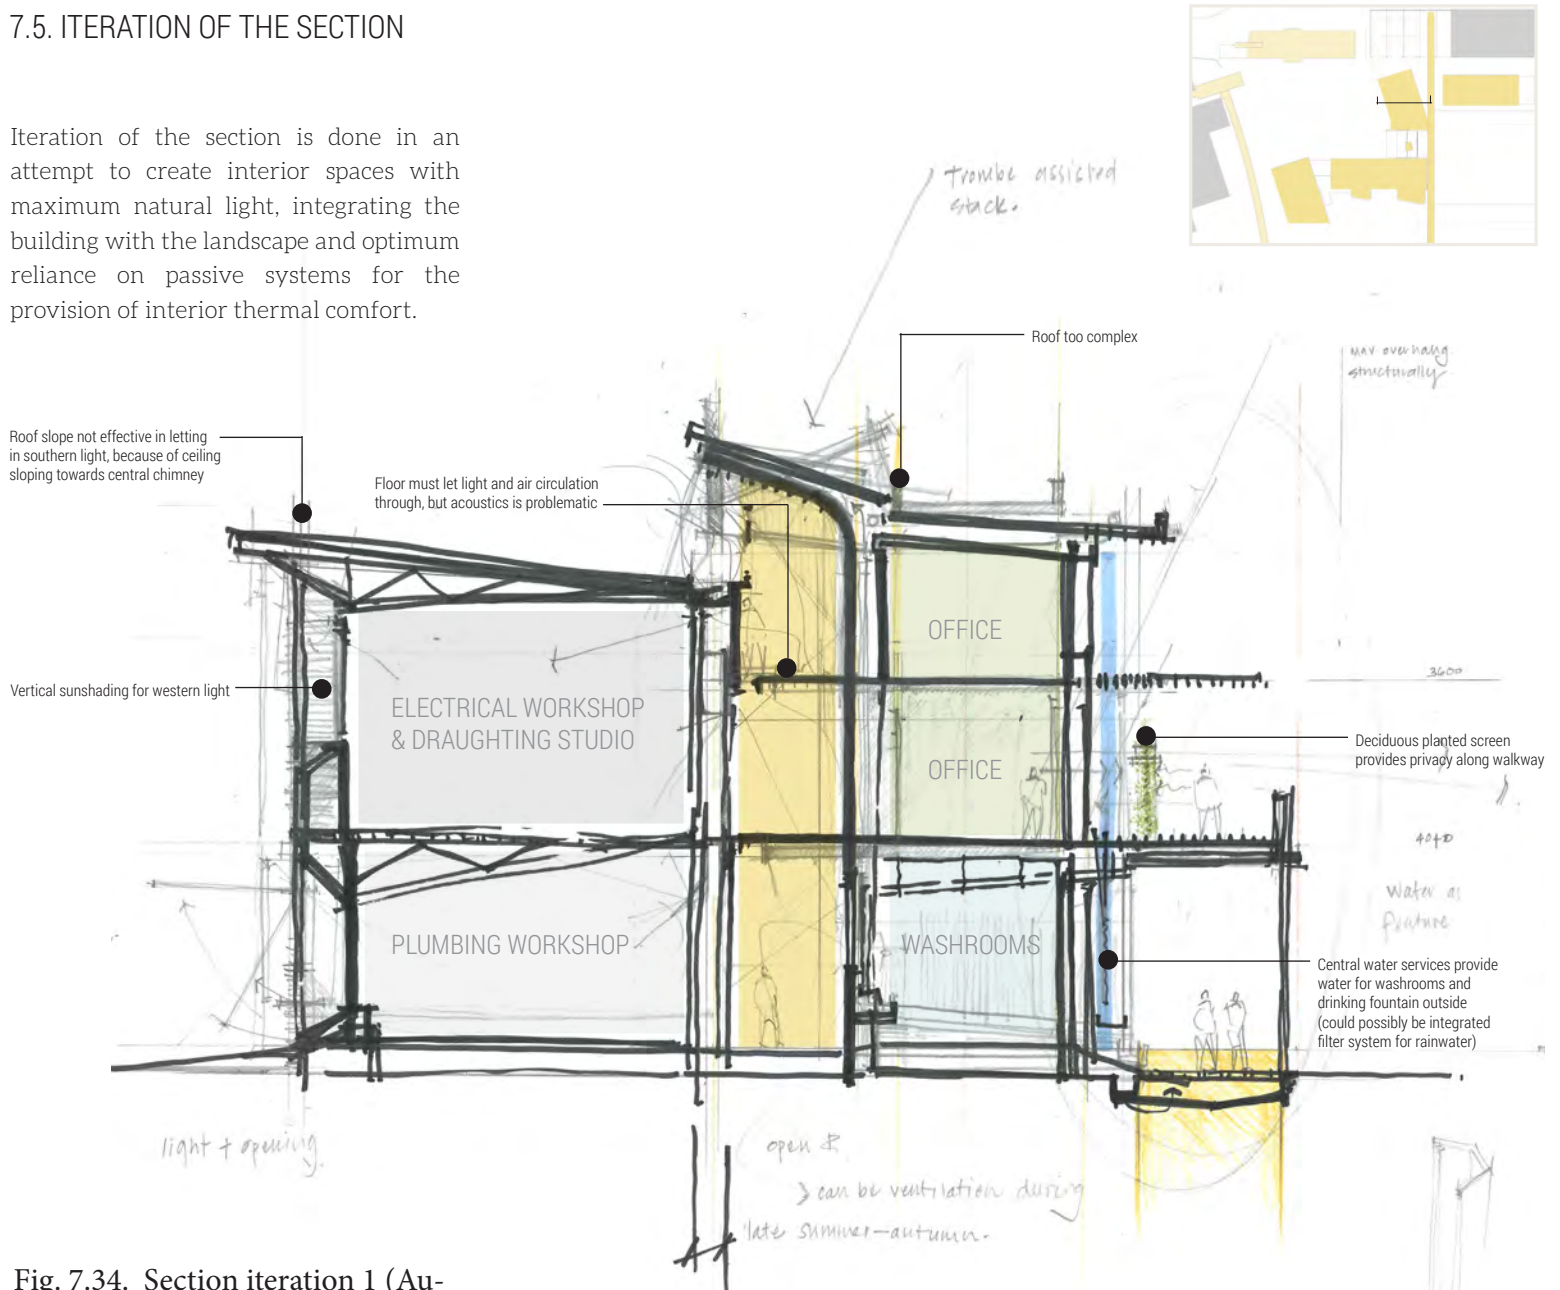 7.5. ITERATION OF THE SECTION
Iteration of the section is done in an
attempt to create interior spaces with
maximum natural light, integrating the
building with the landscape and optimum
reliance on passive systems for the
provision of interior thermal comfort.
trombe assisted
stack.
Roof too complex
max overhang
structurally
Roof slope not effective in letting
in southern light, because of ceiling
sloping towards central chimney
Floor must let light and air circulation
through, but acoustics is problematic
OFFICE
3600
Vertical sunshading for western light
ELECTRICAL WORKSHOP
& DRAUGHTING STUDIO
OFFICE
Deciduous planted screen
provides privacy along walkway
4040
water as
feature
PLUMBING WORKSHOP
WASHROOMS
Central water services provide
water for washrooms and
drinking fountain outside
(could possibly be integrated
filter system for rainwater)
light + opening.
open
can be ventilation during
late summer-autumn.
Fig. 7.34. Section iteration 1 (Au-